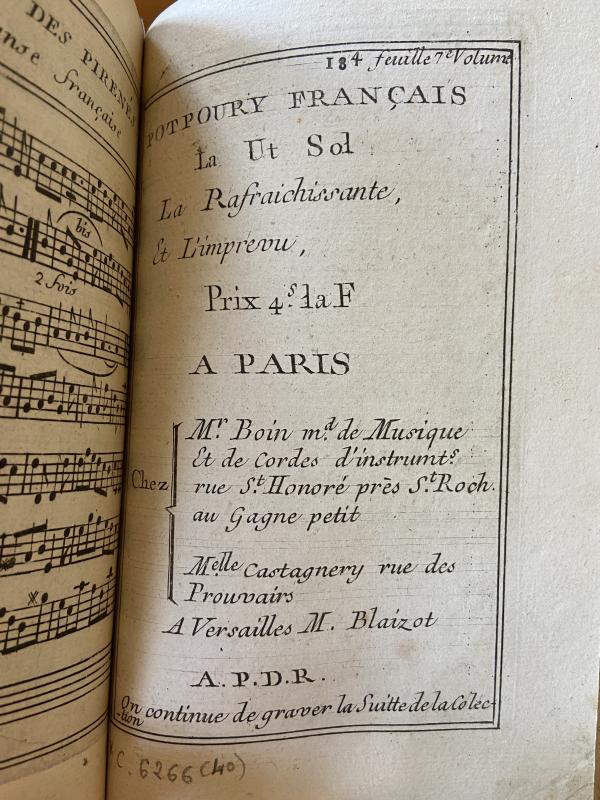 DES PIRENÉS
française
bis
2 fois
184 feuille 7e Volume
POTPOURY FRANÇAIS
La Ut Sol
La Rafraichissante,
Et L'imprevu,
Prix 4.s la F
A PARIS
Chez
Mr. Boin md. de Musique
Et de Cordes d'instrumts.
rue St. Honoré près St. Roch.
au Gagne petit
Melle. Castagnery rue des
Prouvairs
A Versailles M. Blaizot
A.P.D.R.
On continue de graver la Suitte de la Colec-
-tion
C. 6266 (40)